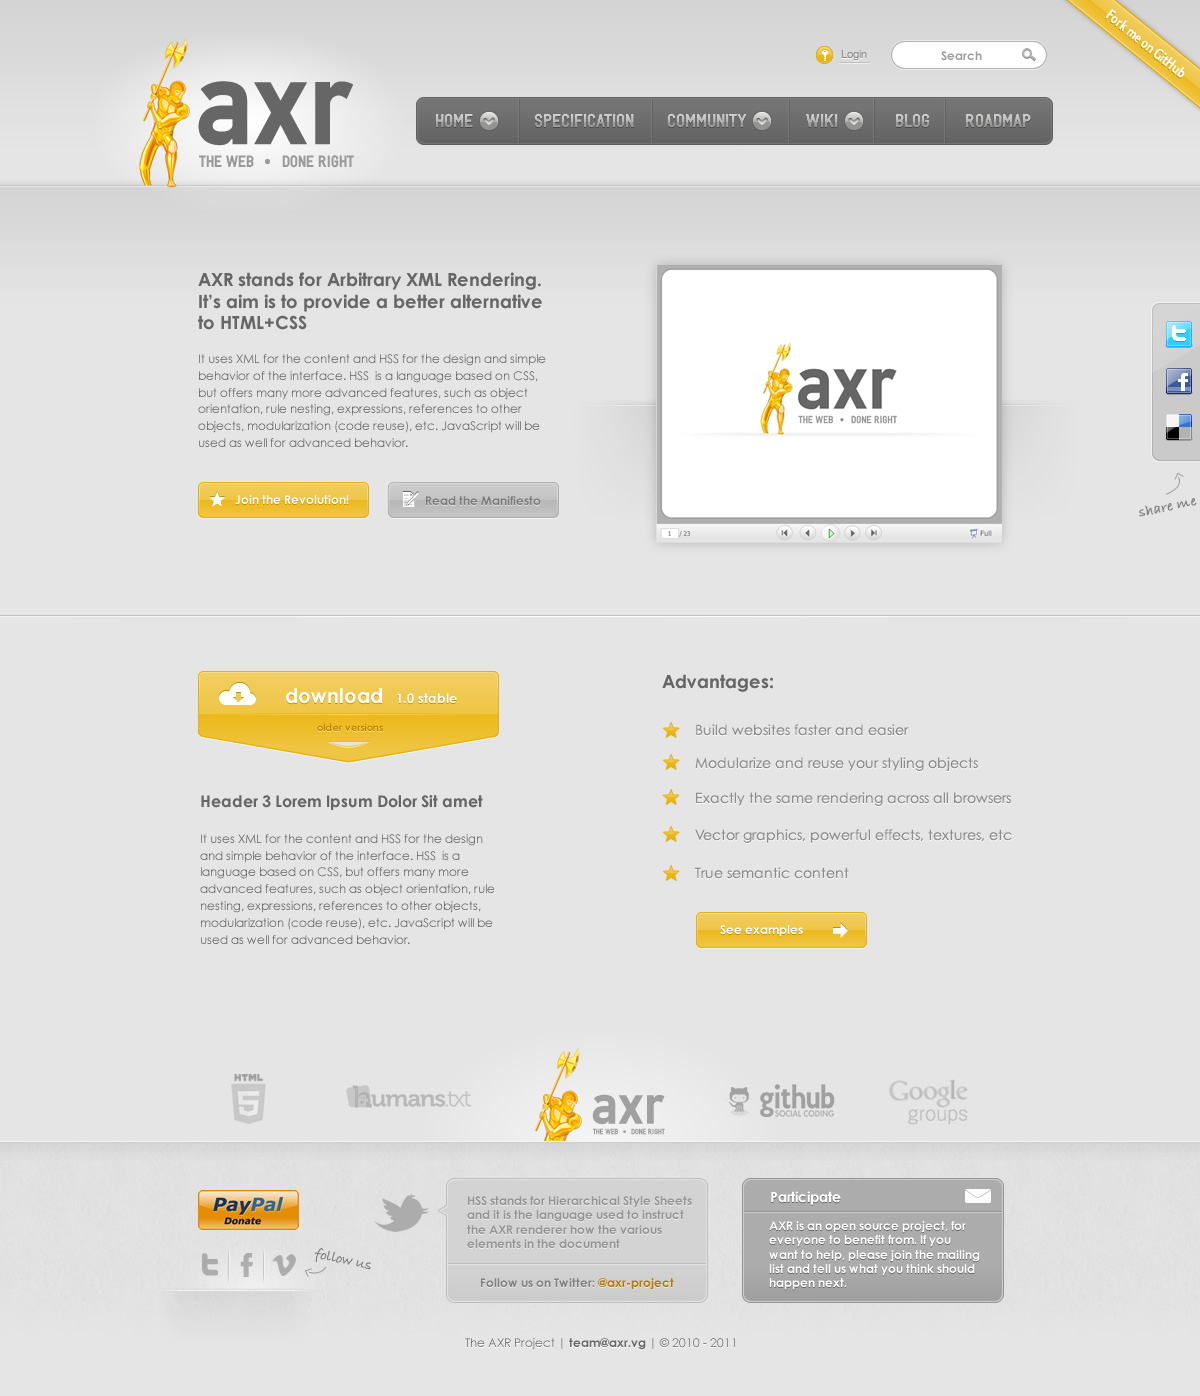 Fork me on GitHub
Login
Search
axr
THE WEB • DONE RIGHT
HOME
SPECIFICATION
COMMUNITY
WIKI
BLOG
ROADMAP
AXR stands for Arbitrary XML Rendering.
It's aim is to provide a better alternative
to HTML+CSS
It uses XML for the content and HSS for the design and simple
behavior of the interface. HSS is a language based on CSS,
but offers many more advanced features, such as object
orientation, rule nesting, expressions, references to other
objects, modularization (code reuse), etc. JavaScript will be
used as well for advanced behavior.
Join the Revolution!
Read the Manifiesto
axr
THE WEB • DONE RIGHT
1 / 23
Full
share me
download 1.0 stable
older versions
Header 3 Lorem Ipsum Dolor Sit amet
It uses XML for the content and HSS for the design
and simple behavior of the interface. HSS is a
language based on CSS, but offers many more
advanced features, such as object orientation, rule
nesting, expressions, references to other objects,
modularization (code reuse), etc. JavaScript will be
used as well for advanced behavior.
Advantages:
Build websites faster and easier
Modularize and reuse your styling objects
Exactly the same rendering across all browsers
Vector graphics, powerful effects, textures, etc
True semantic content
See examples
HTML
5
humans.txt
axr
THE WEB • DONE RIGHT
github
SOCIAL CODING
Google
groups
PayPal
Donate
follow us
HSS stands for Hierarchical Style Sheets
and it is the language used to instruct
the AXR renderer how the various
elements in the document
Follow us on Twitter: @axr-project
Participate
AXR is an open source project, for
everyone to benefit from. If you
want to help, please join the mailing
list and tell us what you think should
happen next.
The AXR Project | team@axr.vg | © 2010 - 2011